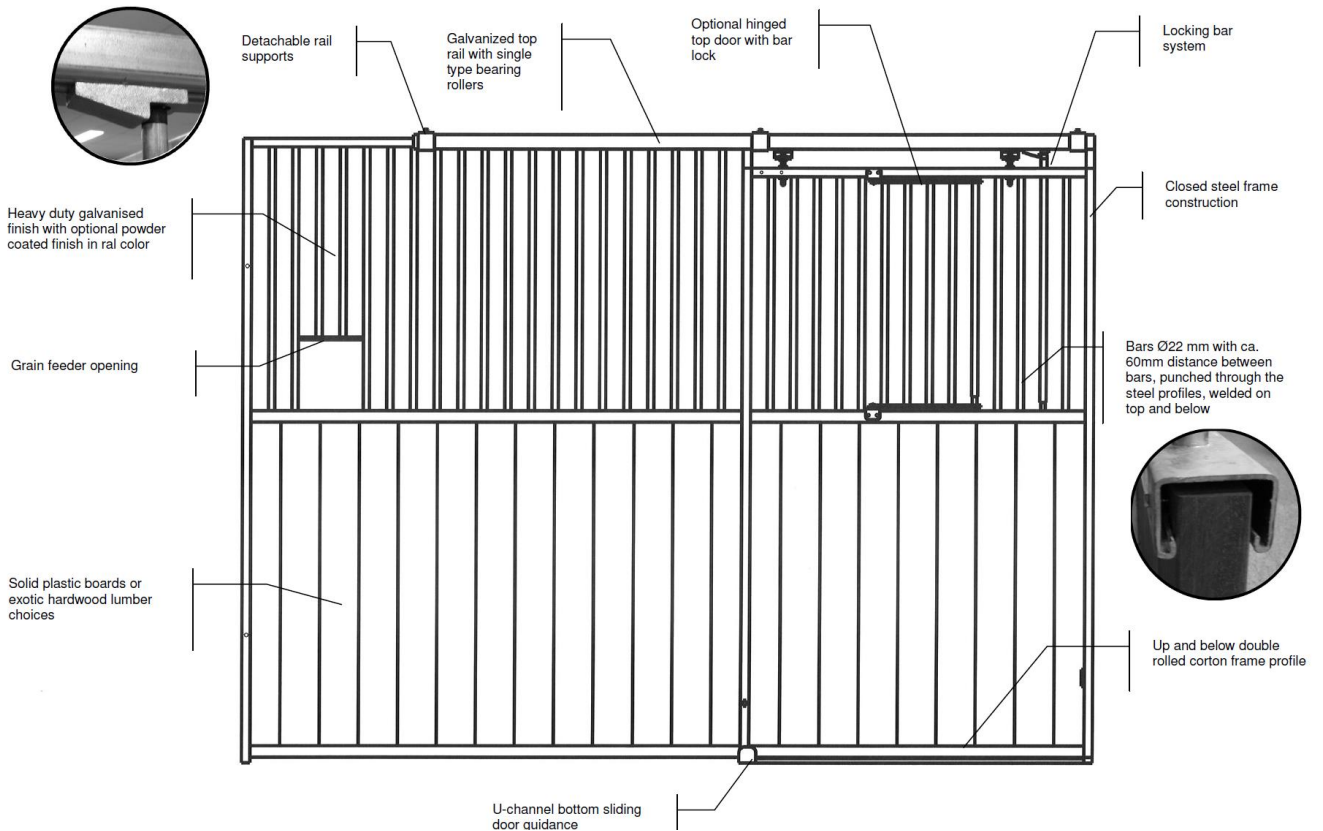 Detachable rail
supports
Galvanized top
rail with single
type bearing
rollers
Optional hinged
top door with bar
lock
Locking bar
system
Heavy duty galvanised
finish with optional powder
coated finish in ral color
Closed steel frame
construction
Grain feeder opening
Bars Ø22 mm with ca.
60mm distance between
bars, punched through the
steel profiles, welded on
top and below
Solid plastic boards or
exotic hardwood lumber
choices
Up and below double
rolled corton frame profile
U-channel bottom sliding
door guidance